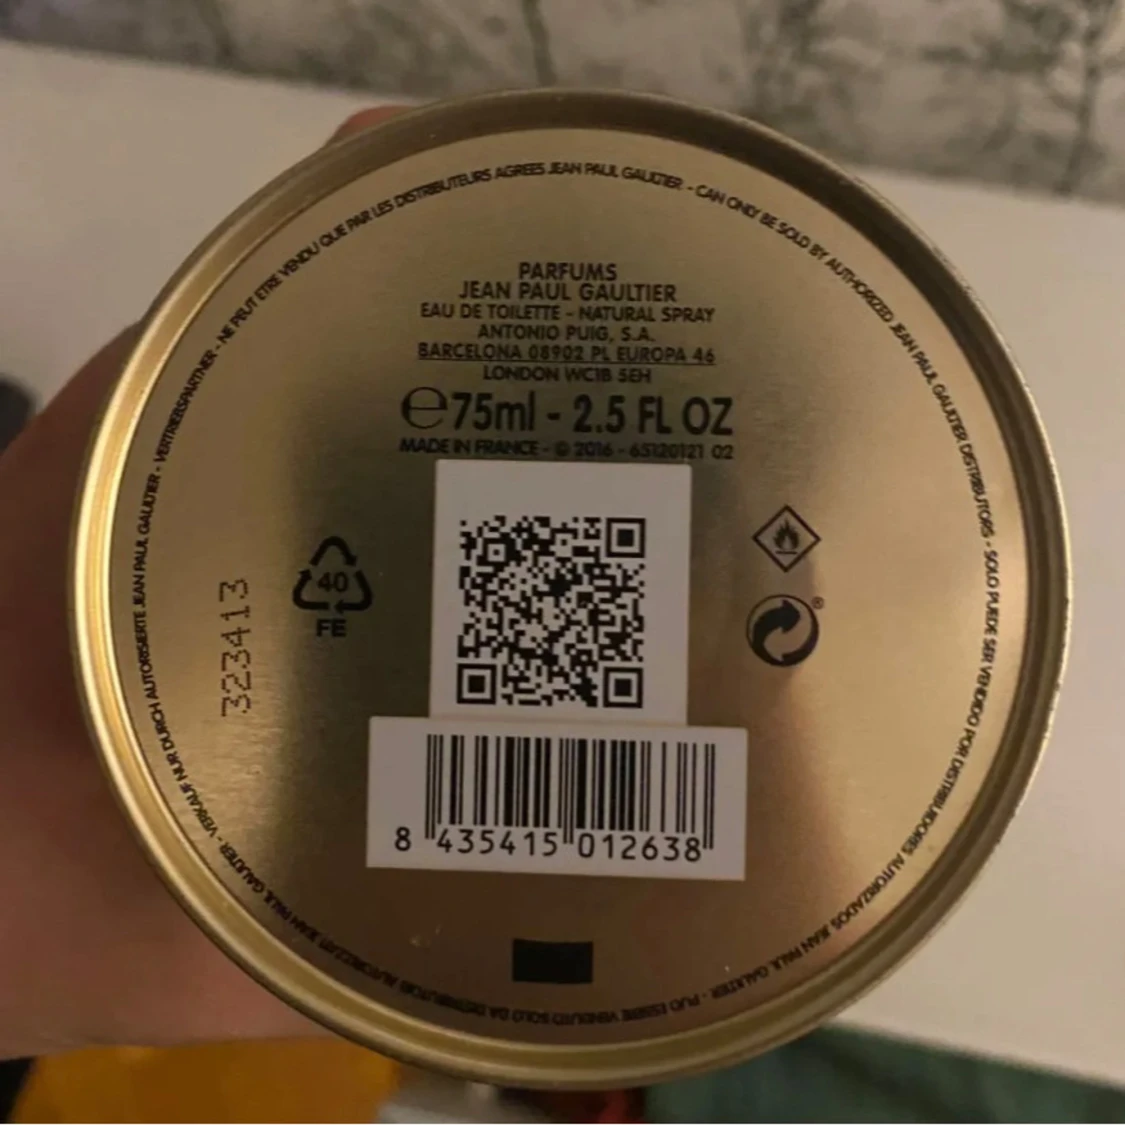 NE PEUT ETRE VENDU QUE PAR LES DISTRIBUTEURS AGREES JEAN PAUL GAULTIER - CAN ONLY BE SOLD BY AUTHORIZED JEAN PAUL GAULTIER DISTRIBUTORS - SOLO PUEDE SER VENDIDO POR DISTRIBUIDORES AUTORIZADOS JEAN PAUL GAULTIER - PUO ESSERE VENDUTO SOLO DA DISTRIBUTORI AUTORIZZATI JEAN PAUL GAULTIER - VERKAUF NUR DURCH AUTORISIERTE JEAN PAUL GAULTIER - VERTRIEBSPARTNER -
PARFUMS
JEAN PAUL GAULTIER
EAU DE TOILETTE - NATURAL SPRAY
ANTONIO PUIG, S.A.
BARCELONA 08902 PL EUROPA 46
LONDON WC1B 5EH
℮75ml - 2.5 FL OZ
MADE IN FRANCE - © 2016 - 65120121 02
40
FE
®
323413
8 435415 012638